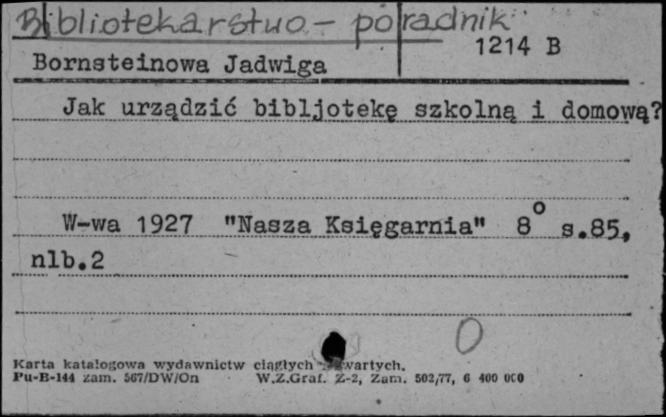 Bibliotekarstwo - poradnik
1214 B
Bornsteinowa Jadwiga
Jak urządzić bibljotekę szkolną i domową?
W-wa 1927 "Nasza Księgarnia" 8° s.85,
nlb.2
0
Karta katalogowa wydawnictw ciągłych
wartych.
Pu-B-144 zam. 567/DW/On W.Z.Graf. Z-2, Zam. 502/77, 6 400 000